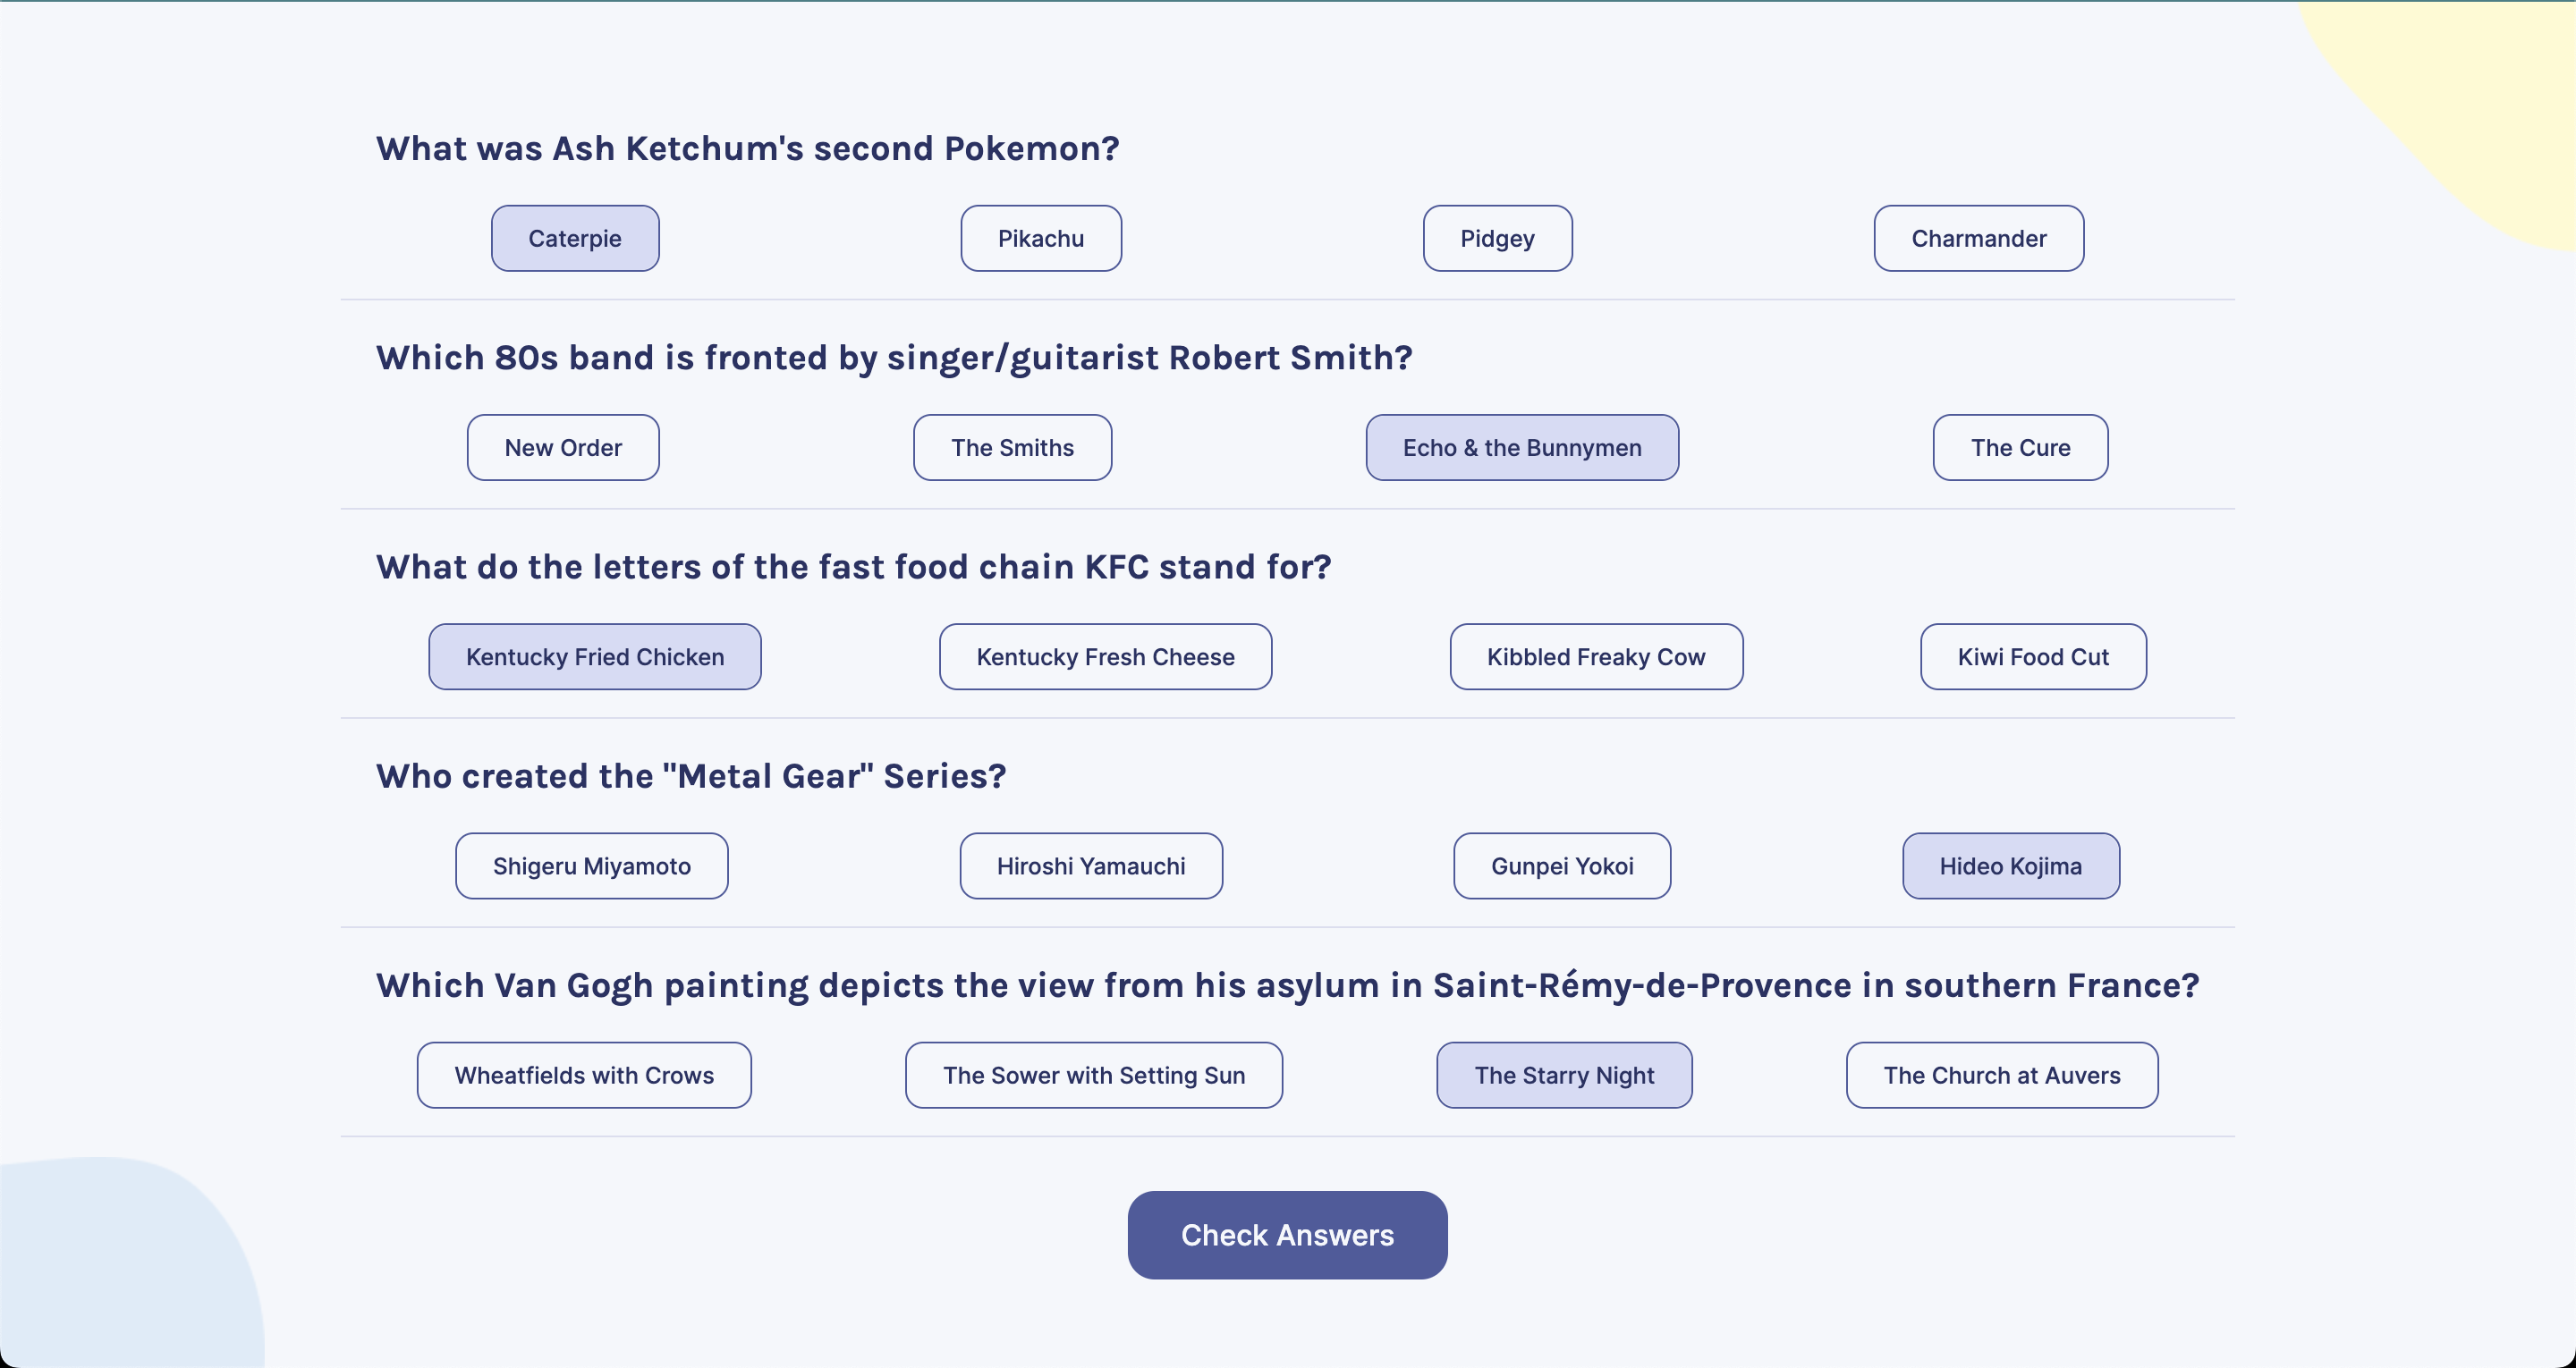 What was Ash Ketchum's second Pokemon?
Caterpie Pikachu Pidgey Charmander
Which 80s band is fronted by singer/guitarist Robert Smith?
New Order The Smiths Echo & the Bunnymen The Cure
What do the letters of the fast food chain KFC stand for?
Kentucky Fried Chicken Kentucky Fresh Cheese Kibbled Freaky Cow Kiwi Food Cut
Who created the "Metal Gear" Series?
Shigeru Miyamoto Hiroshi Yamauchi Gunpei Yokoi Hideo Kojima
Which Van Gogh painting depicts the view from his asylum in Saint-Rémy-de-Provence in southern France?
Wheatfields with Crows The Sower with Setting Sun The Starry Night The Church at Auvers
Check Answers